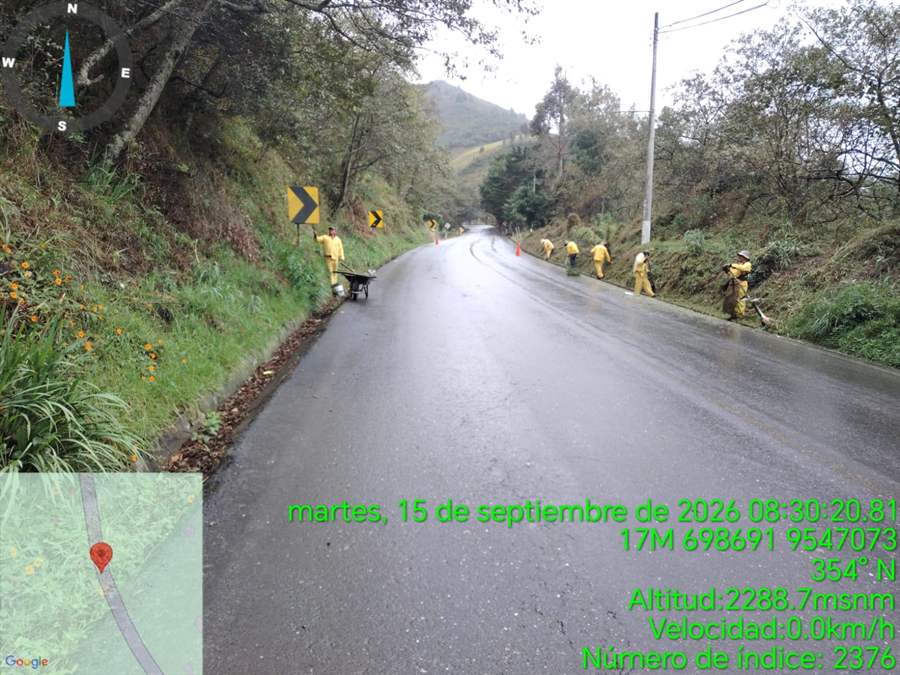 N
W E
S
martes, 15 de septiembre de 2026 08:30:20.81
17M 698691 9547073
354° N
Altitud:2288.7msnm
Velocidad:0.0km/h
Número de índice: 2376
Google